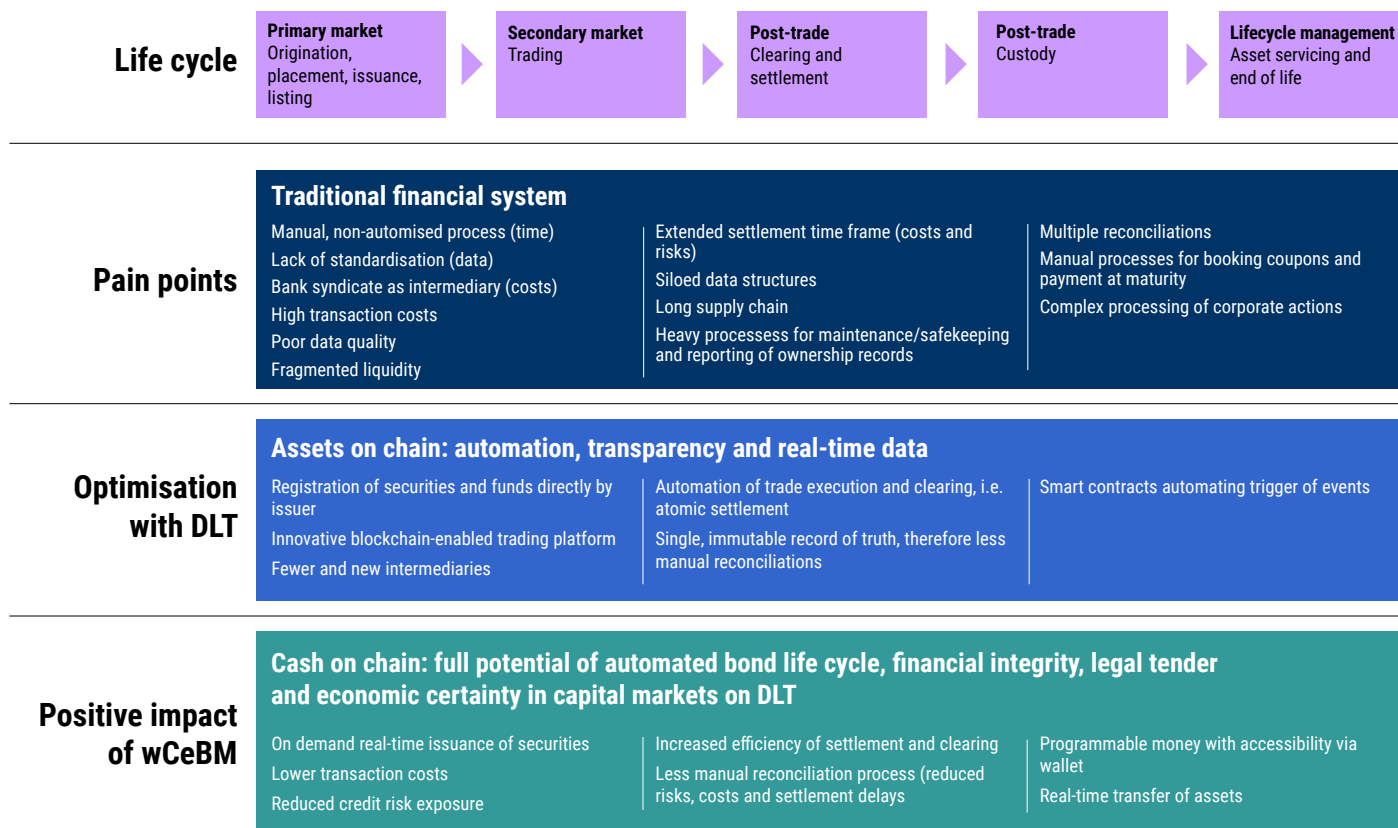 Life cycle
Primary market
Origination,
placement, issuance,
listing
Secondary market
Trading
Post-trade
Clearing and
settlement
Post-trade
Custody
Lifecycle management
Asset servicing and
end of life
Pain points
Traditional financial system
Manual, non-automised process (time)
Lack of standardisation (data)
Bank syndicate as intermediary (costs)
High transaction costs
Poor data quality
Fragmented liquidity
Extended settlement time frame (costs and
risks)
Siloed data structures
Long supply chain
Heavy processess for maintenance/safekeeping
and reporting of ownership records
Multiple reconciliations
Manual processes for booking coupons and
payment at maturity
Complex processing of corporate actions
Optimisation
with DLT
Assets on chain: automation, transparency and real-time data
Registration of securities and funds directly by
issuer
Innovative blockchain-enabled trading platform
Fewer and new intermediaries
Automation of trade execution and clearing, i.e.
atomic settlement
Single, immutable record of truth, therefore less
manual reconciliations
Smart contracts automating trigger of events
Positive impact
of wCeBM
Cash on chain: full potential of automated bond life cycle, financial integrity, legal tender
and economic certainty in capital markets on DLT
On demand real-time issuance of securities
Lower transaction costs
Reduced credit risk exposure
Increased efficiency of settlement and clearing
Less manual reconciliation process (reduced
risks, costs and settlement delays
Programmable money with accessibility via
wallet
Real-time transfer of assets